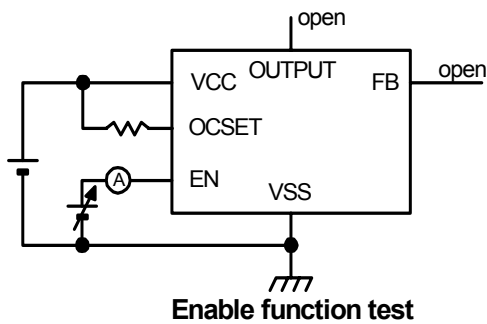 open
VCC OUTPUT FB open
OCSET
A EN
VSS
Enable function test